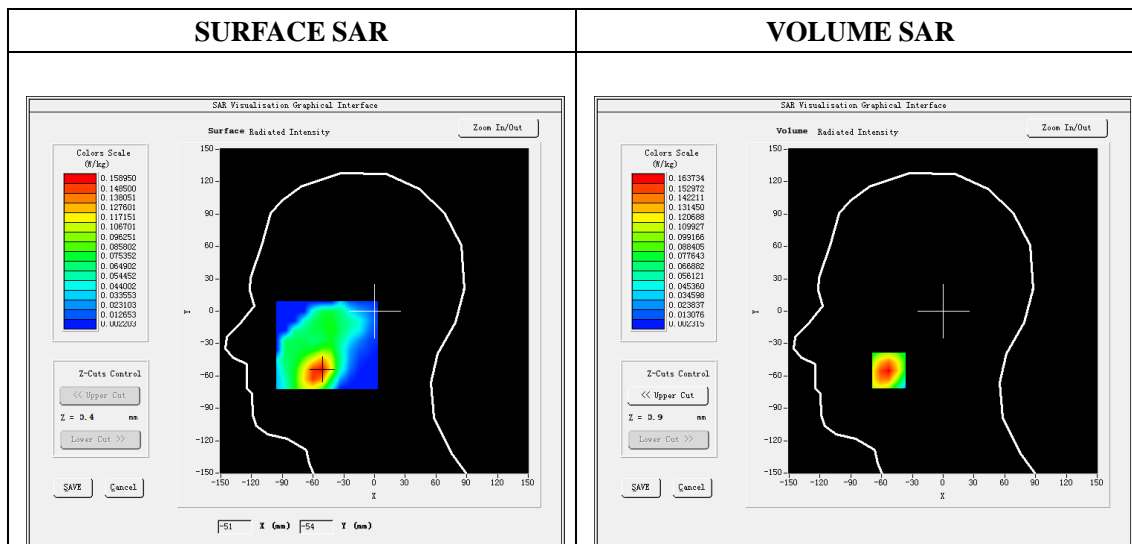 SURFACE SAR
VOLUME SAR
SAR Visualisation Graphical Interface
Surface Radiated Intensity
Zoom In/Out
Colors Scale
(W/kg)
0.158950
0.148500
0.138051
0.127601
0.117151
0.106701
0.096251
0.085802
0.075352
0.064902
0.054452
0.044002
0.033553
0.023103
0.012653
0.002203
Z-Cuts Control
<< Upper Cut
Z = 0.4 mm
Lower Cut >>
SAVE Cancel
150
120
90
60
30
0
-30
-60
-90
-120
-150
Y
-150 -120 -90 -60 -30 0 30 60 90 120 150
X
-51 X (mm) -54 Y (mm)
SAR Visualisation Graphical Interface
Volume Radiated Intensity
Zoom In/Out
Colors Scale
(W/kg)
0.163734
0.152972
0.142211
0.131450
0.120688
0.109927
0.099166
0.088405
0.077643
0.066882
0.056121
0.045360
0.034598
0.023837
0.013076
0.002315
Z-Cuts Control
<< Upper Cut
Z = 0.9 mm
Lower Cut >>
SAVE Cancel
150
120
90
60
30
0
-30
-60
-90
-120
-150
Y
-150 -120 -90 -60 -30 0 30 60 90 120 150
X